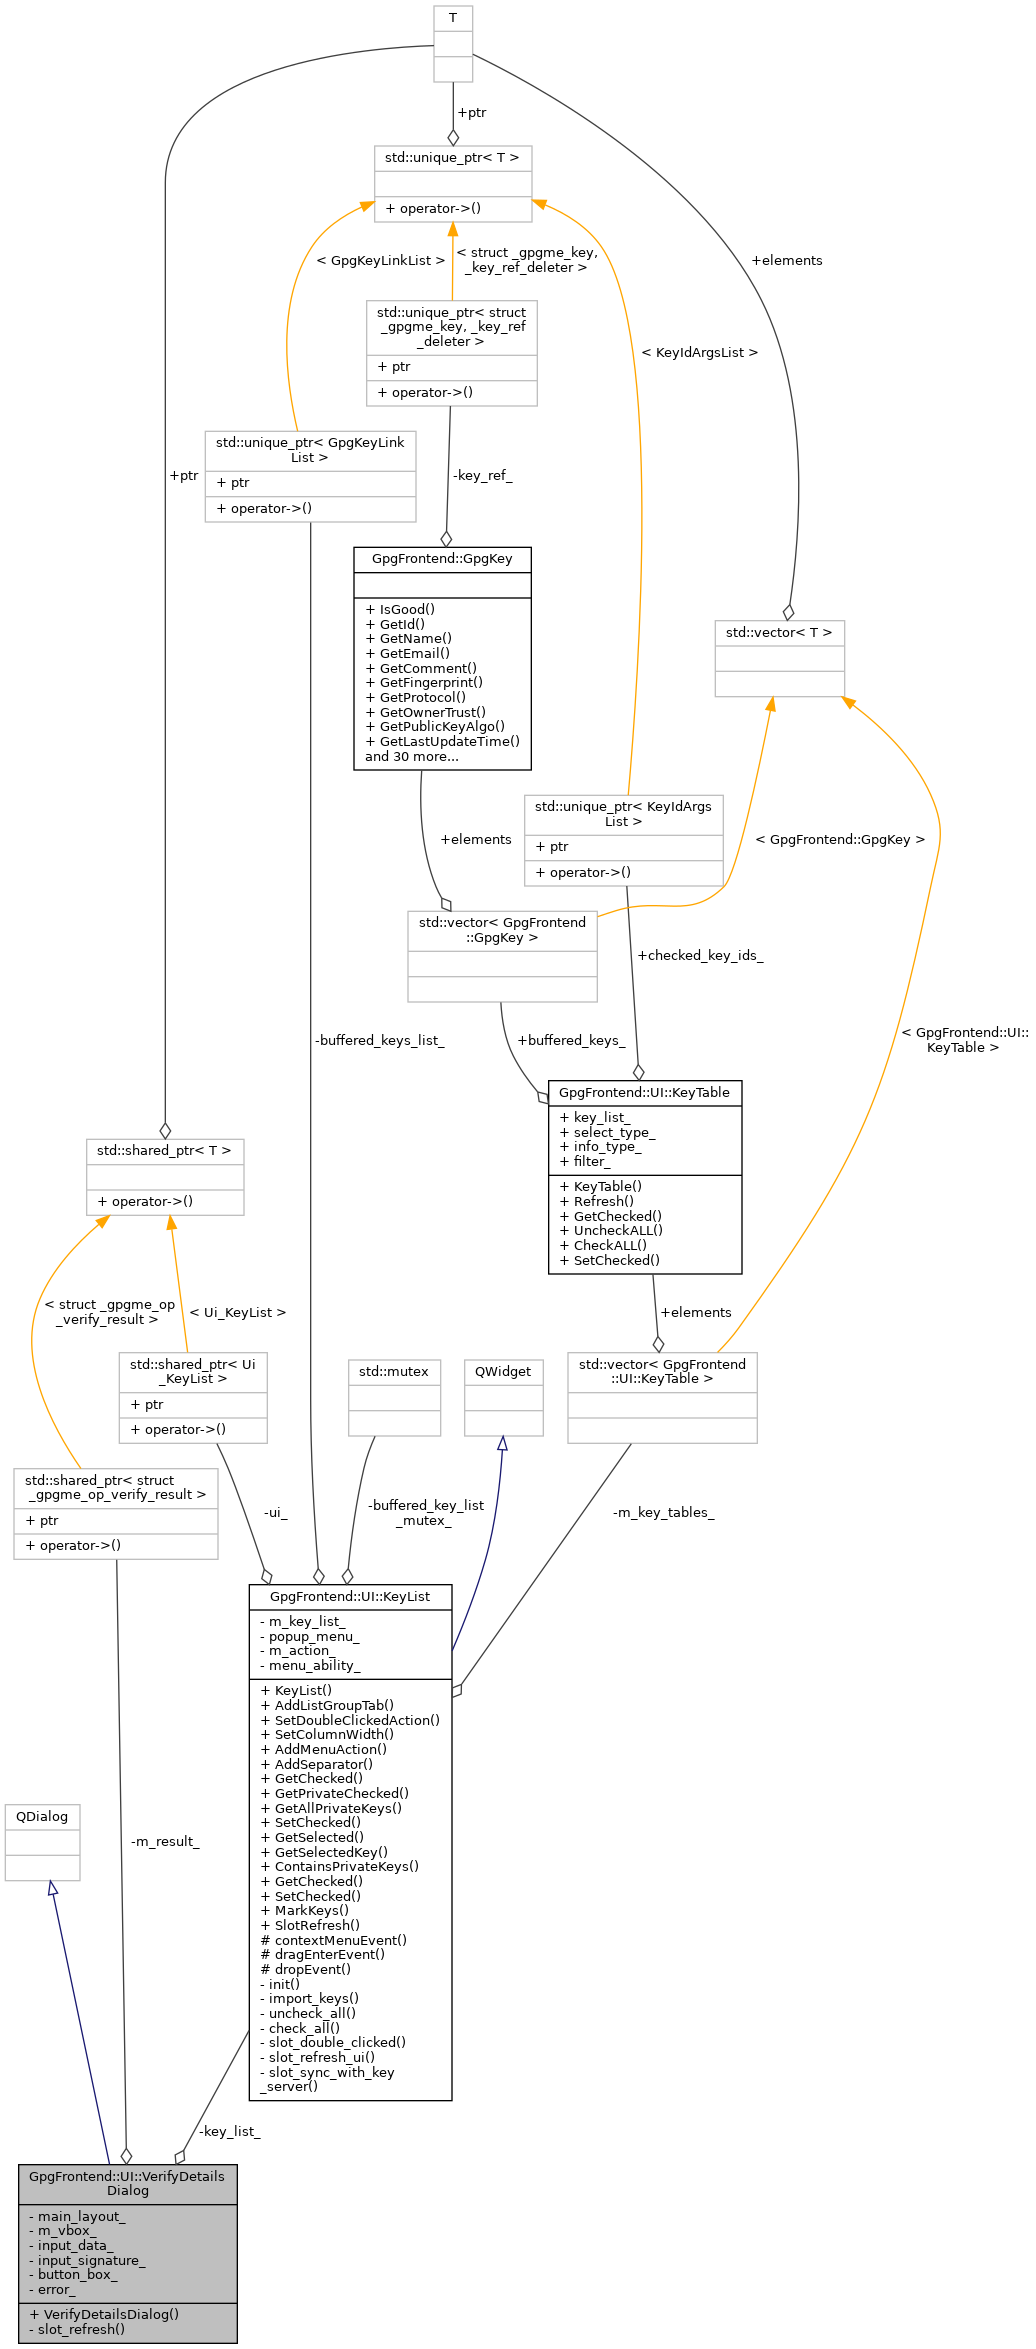 T
+ptr
std::unique_ptr< T >
+ operator->()
< GpgKeyLinkList >
< struct _gpgme_key,
_key_ref_deleter >
+elements
std::unique_ptr< struct
_gpgme_key, _key_ref
_deleter >
+ ptr
+ operator->()
< KeyIdArgsList >
std::unique_ptr< GpgKeyLink
List >
+ ptr
+ operator->()
+ptr
-key_ref_
GpgFrontend::GpgKey
+ IsGood()
+ GetId()
+ GetName()
+ GetEmail()
+ GetComment()
+ GetFingerprint()
+ GetProtocol()
+ GetOwnerTrust()
+ GetPublicKeyAlgo()
+ GetLastUpdateTime()
and 30 more...
std::vector< T >
std::unique_ptr< KeyIdArgs
List >
+ ptr
+ operator->()
+elements
< GpgFrontend::GpgKey >
std::vector< GpgFrontend
::GpgKey >
+checked_key_ids_
-buffered_keys_list_
+buffered_keys_
< GpgFrontend::UI::
KeyTable >
GpgFrontend::UI::KeyTable
+ key_list_
+ select_type_
+ info_type_
+ filter_
+ KeyTable()
+ Refresh()
+ GetChecked()
+ UncheckALL()
+ CheckALL()
+ SetChecked()
std::shared_ptr< T >
+ operator->()
< struct _gpgme_op
_verify_result >
< Ui_KeyList >
+elements
std::shared_ptr< Ui
_KeyList >
+ ptr
+ operator->()
std::mutex
QWidget
std::vector< GpgFrontend
::UI::KeyTable >
std::shared_ptr< struct
_gpgme_op_verify_result >
+ ptr
+ operator->()
-ui_
-buffered_key_list
_mutex_
-m_key_tables_
GpgFrontend::UI::KeyList
- m_key_list_
- popup_menu_
- m_action_
- menu_ability_
+ KeyList()
+ AddListGroupTab()
+ SetDoubleClickedAction()
+ SetColumnWidth()
+ AddMenuAction()
+ AddSeparator()
+ GetChecked()
+ GetPrivateChecked()
+ GetAllPrivateKeys()
+ SetChecked()
+ GetSelected()
+ GetSelectedKey()
+ ContainsPrivateKeys()
+ GetChecked()
+ SetChecked()
+ MarkKeys()
+ SlotRefresh()
# contextMenuEvent()
# dragEnterEvent()
# dropEvent()
- init()
- import_keys()
- uncheck_all()
- check_all()
- slot_double_clicked()
- slot_refresh_ui()
- slot_sync_with_key
_server()
QDialog
-m_result_
-key_list_
GpgFrontend::UI::VerifyDetails
Dialog
- main_layout_
- m_vbox_
- input_data_
- input_signature_
- button_box_
- error_
+ VerifyDetailsDialog()
- slot_refresh()